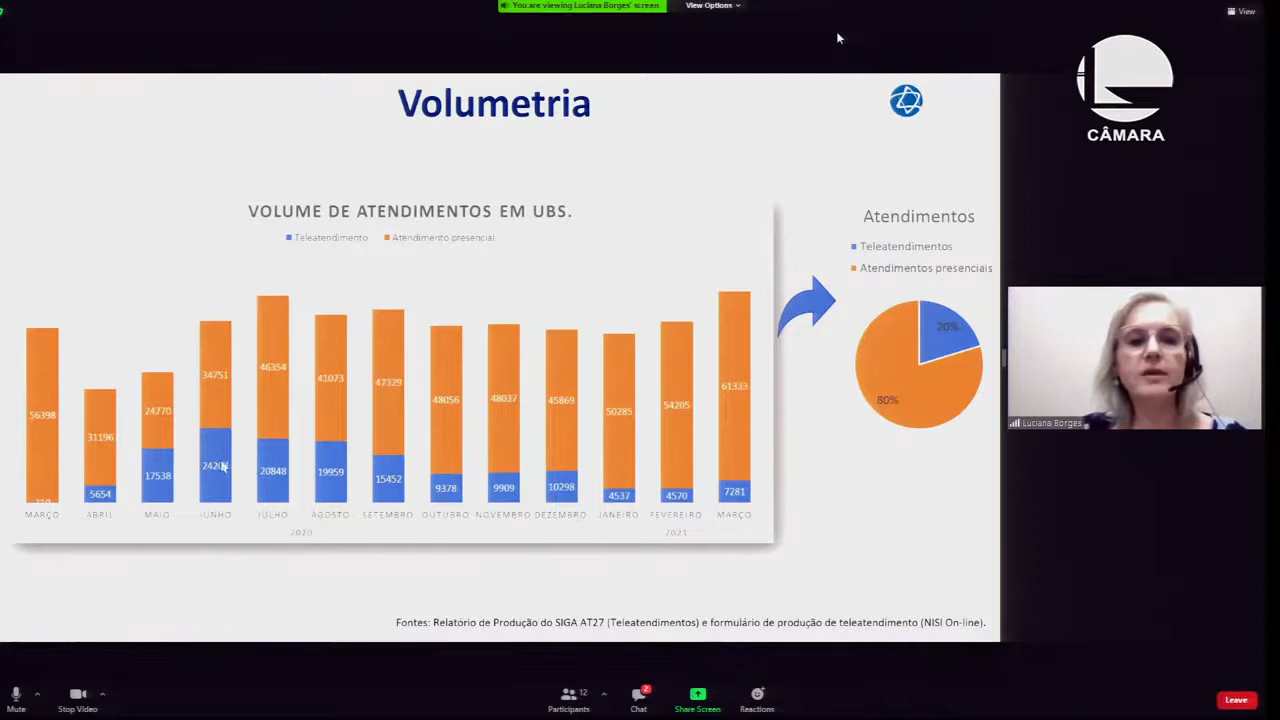 You are viewing Luciana Borges' screen
View Options
View
CÂMARA
Volumetria
VOLUME DE ATENDIMENTOS EM UBS.
Teleatendimento Atendimento presencial
56398 31196 24770 34751 46354 41073 47329 48056 48037 45869 50285 54205 61333
5654 17538 20848 19959 15452 9378 9909 10298 4537 4570 7281
MARÇO ABRIL MAIO JUNHO JULHO AGOSTO SETEMBRO OUTUBRO NOVEMBRO DEZEMBRO JANEIRO FEVEREIRO MARÇO
2020 2021
Atendimentos
Teleatendimentos
Atendimentos presenciais
20%
80%
Luciana Borges
Fontes: Relatório de Produção do SIGA AT27 (Teleatendimentos) e formulário de produção de teleatendimento (NISI On-line).
Mute
Stop Video
12
Participants
2
Chat
Share Screen
Reactions
Leave